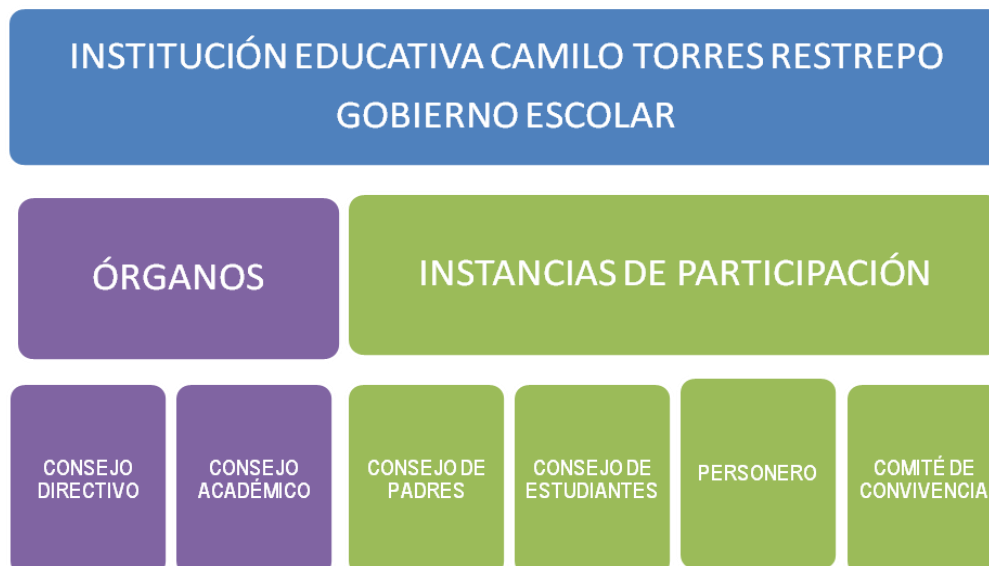 INSTITUCIÓN EDUCATIVA CAMILO TORRES RESTREPO
GOBIERNO ESCOLAR
ÓRGANOS
INSTANCIAS DE PARTICIPACIÓN
CONSEJO
DIRECTIVO
CONSEJO
ACADÉMICO
CONSEJO DE
PADRES
CONSEJO DE
ESTUDIANTES
PERSONERO
COMITÉ DE
CONVIVENCIA